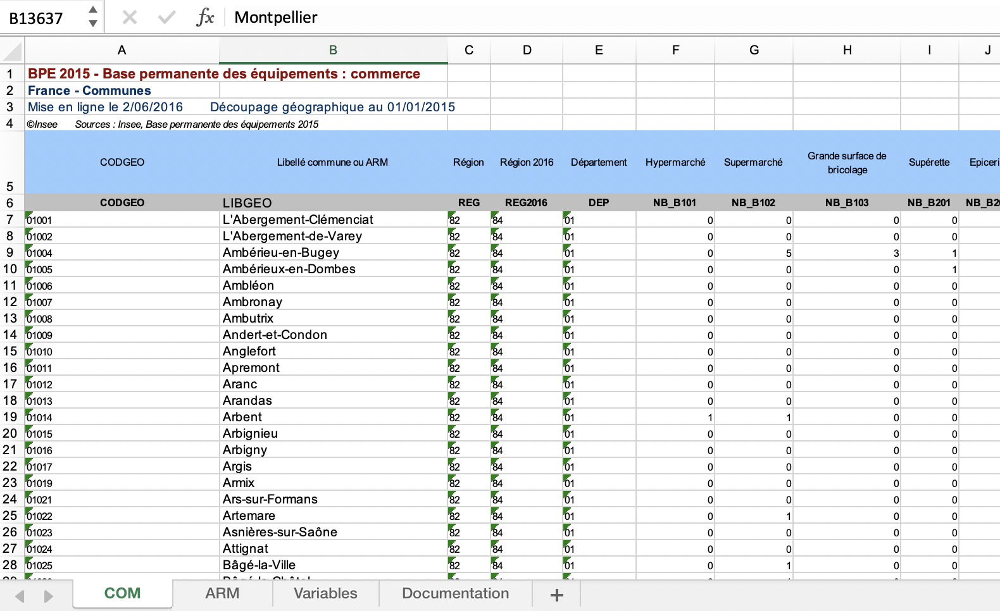 B13637 fx Montpellier
A B C D E F G H I J
1 BPE 2015 - Base permanente des équipements : commerce
2 France - Communes
3 Mise en ligne le 2/06/2016 Découpage géographique au 01/01/2015
4 ©Insee Sources : Insee, Base permanente des équipements 2015
5 CODGEO Libellé commune ou ARM Région Région 2016 Département Hypermarché Supermarché Grande surface de bricolage Supérette Epiceri
6 CODGEO LIBGEO REG REG2016 DEP NB_B101 NB_B102 NB_B103 NB_B201 NB_B2
7 01001 L'Abergement-Clémenciat 82 84 01 0 0 0 0
8 01002 L'Abergement-de-Varey 82 84 01 0 0 0 0
9 01004 Ambérieu-en-Bugey 82 84 01 0 5 3 1
10 01005 Ambérieux-en-Dombes 82 84 01 0 0 0 1
11 01006 Ambléon 82 84 01 0 0 0 0
12 01007 Ambronay 82 84 01 0 0 0 0
13 01008 Ambutrix 82 84 01 0 0 0 0
14 01009 Andert-et-Condon 82 84 01 0 0 0 0
15 01010 Anglefort 82 84 01 0 0 0 0
16 01011 Apremont 82 84 01 0 0 0 0
17 01012 Aranc 82 84 01 0 0 0 0
18 01013 Arandas 82 84 01 0 0 0 0
19 01014 Arbent 82 84 01 1 1 0 0
20 01015 Arbignieu 82 84 01 0 0 0 0
21 01016 Arbigny 82 84 01 0 0 0 0
22 01017 Argis 82 84 01 0 0 0 0
23 01019 Armix 82 84 01 0 0 0 0
24 01021 Ars-sur-Formans 82 84 01 0 0 0 0
25 01022 Artemare 82 84 01 0 1 0 0
26 01023 Asnières-sur-Saône 82 84 01 0 0 0 0
27 01024 Attignat 82 84 01 0 0 0 0
28 01025 Bâgé-la-Ville 82 84 01 0 1 0 0
COM ARM Variables Documentation +